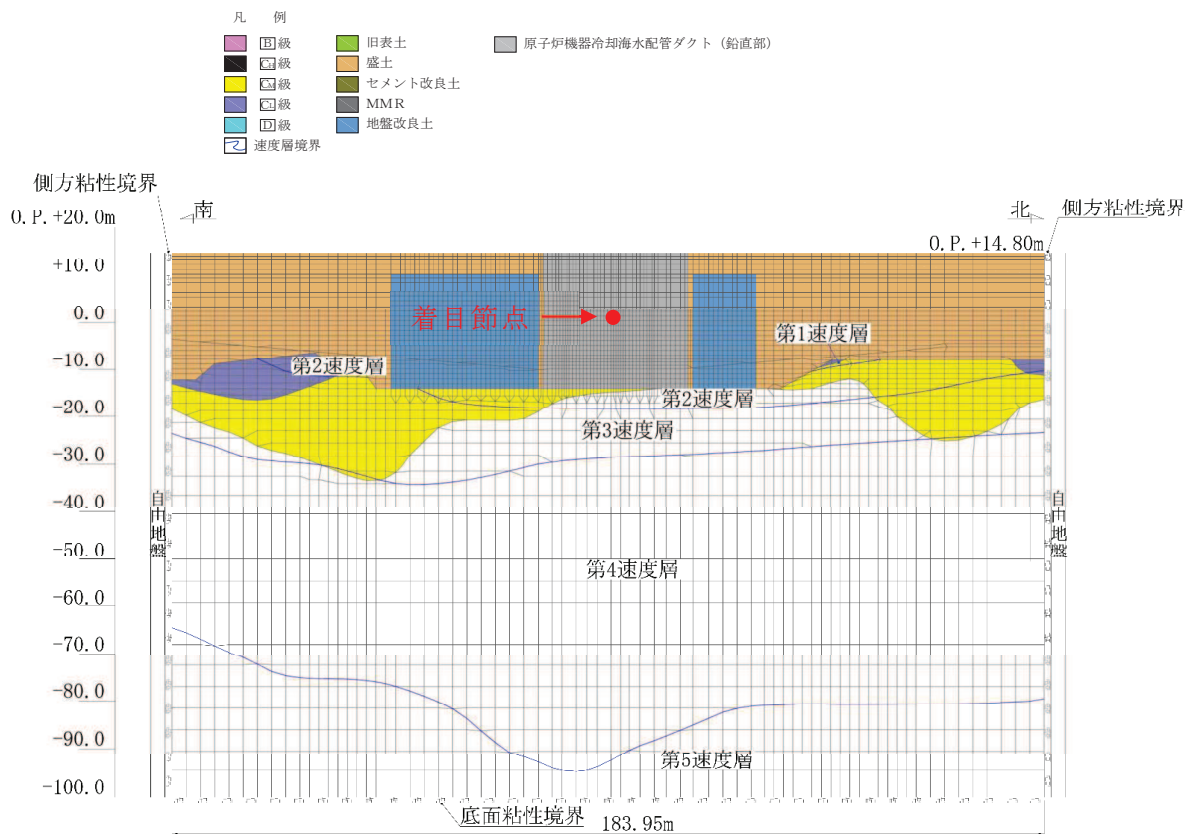 凡 例
B級
CH級
CM級
CL級
D級
速度層境界
旧表土
盛土
セメント改良土
MMR
地盤改良土
原子炉機器冷却海水配管ダクト（鉛直部）
側方粘性境界
O.P.+20.0m
南
北
側方粘性境界
O.P.+14.80m
+10.0
0.0
-10.0
-20.0
-30.0
-40.0
-50.0
-60.0
-70.0
-80.0
-90.0
-100.0
着目節点
第1速度層
第2速度層
第2速度層
第3速度層
自由地盤
自由地盤
第4速度層
第5速度層
底面粘性境界
183.95m